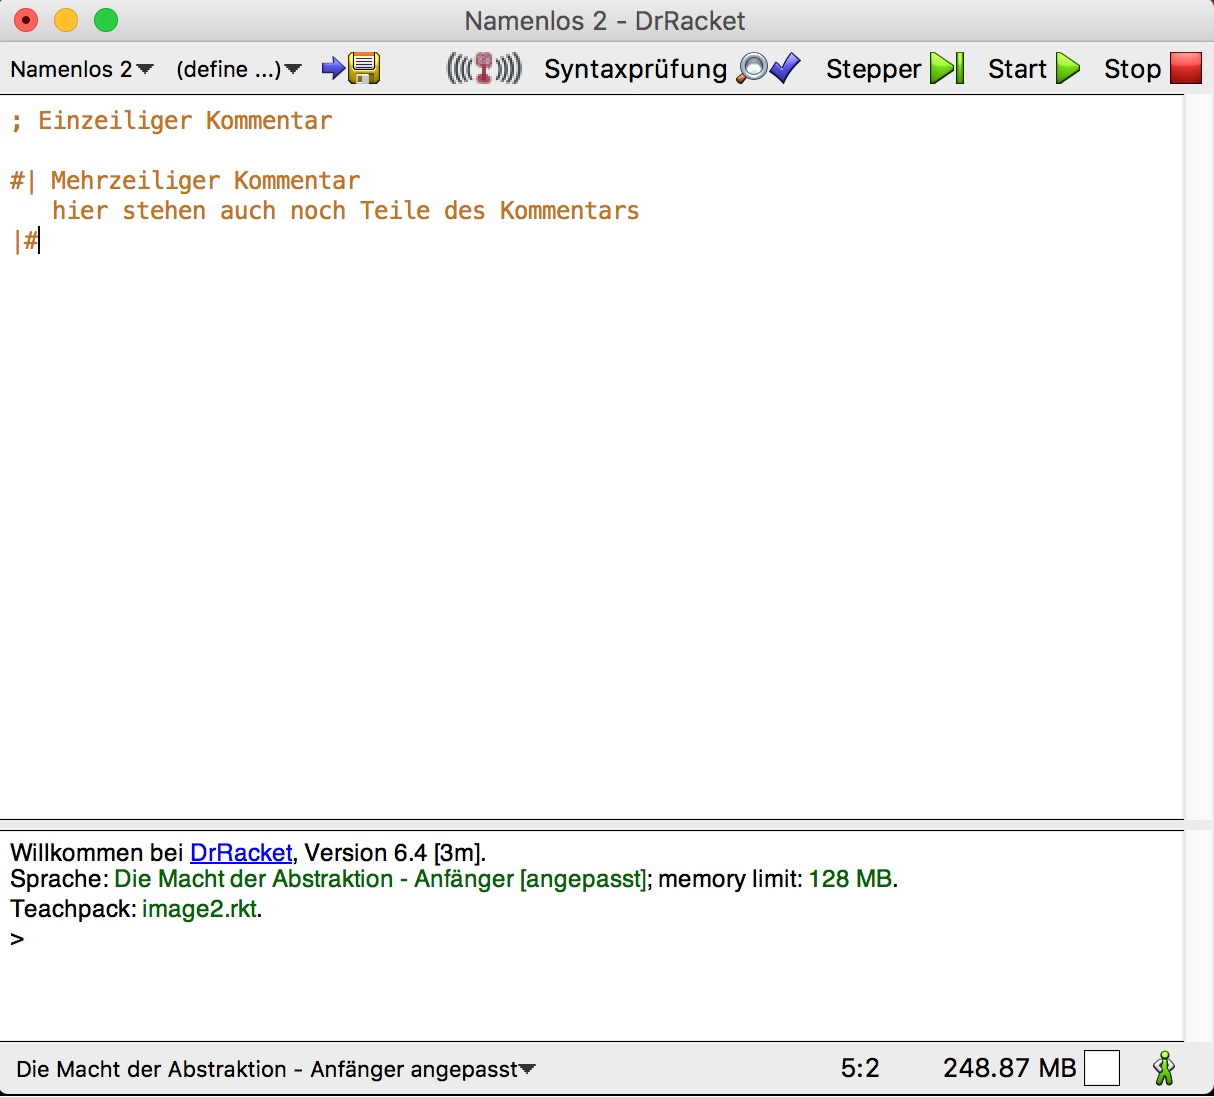 Namenlos 2 - DrRacket
Namenlos 2 (define ...) Syntaxprüfung Stepper Start Stop
; Einzeiliger Kommentar
#| Mehrzeiliger Kommentar
   hier stehen auch noch Teile des Kommentars
|#
Willkommen bei DrRacket, Version 6.4 [3m].
Sprache: Die Macht der Abstraktion - Anfänger [angepasst]; memory limit: 128 MB.
Teachpack: image2.rkt.
>
Die Macht der Abstraktion - Anfänger angepasst 5:2 248.87 MB